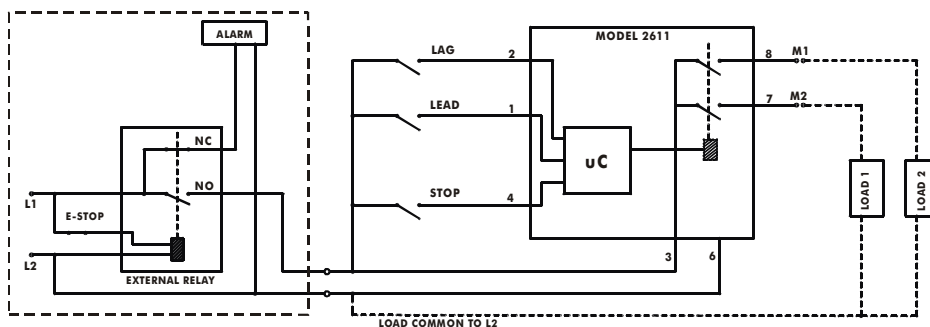 ALARM
MODEL 2611
LAG
2
8
M1
LEAD
1
7
M2
NC
uC
NO
STOP
4
L1
E-STOP
LOAD 1
LOAD 2
L2
3
6
EXTERNAL RELAY
LOAD COMMON TO L2